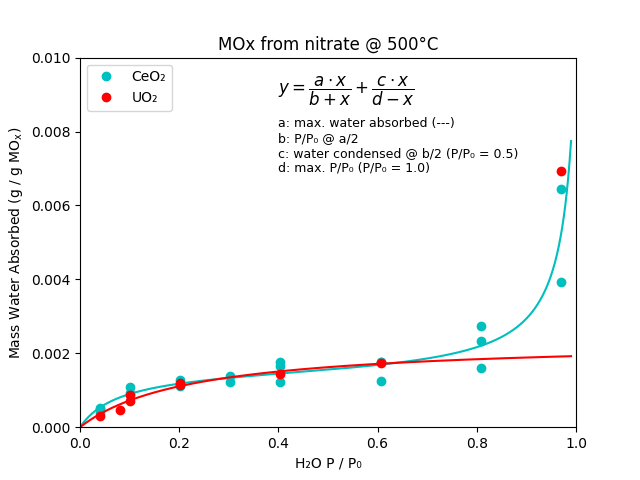 MOx from nitrate @ 500°C
CeO₂
UO₂
y = a · x / b + x + c · x / d − x
a: max. water absorbed (---)
b: P/P₀ @ a/2
c: water condensed @ b/2 (P/P₀ = 0.5)
d: max. P/P₀ (P/P₀ = 1.0)
Mass Water Absorbed (g / g MOₓ)
0.010
0.008
0.006
0.004
0.002
0.000
0.0 0.2 0.4 0.6 0.8 1.0
H₂O P / P₀